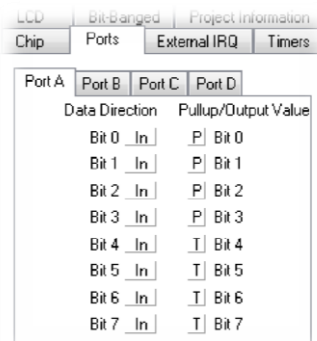 LCD Bit-Banged Project Information
Chip Ports External IRQ Timers
Port A Port B Port C Port D
Data Direction Pullup/Output Value
Bit 0 In P Bit 0
Bit 1 In P Bit 1
Bit 2 In P Bit 2
Bit 3 In P Bit 3
Bit 4 In T Bit 4
Bit 5 In T Bit 5
Bit 6 In T Bit 6
Bit 7 In T Bit 7